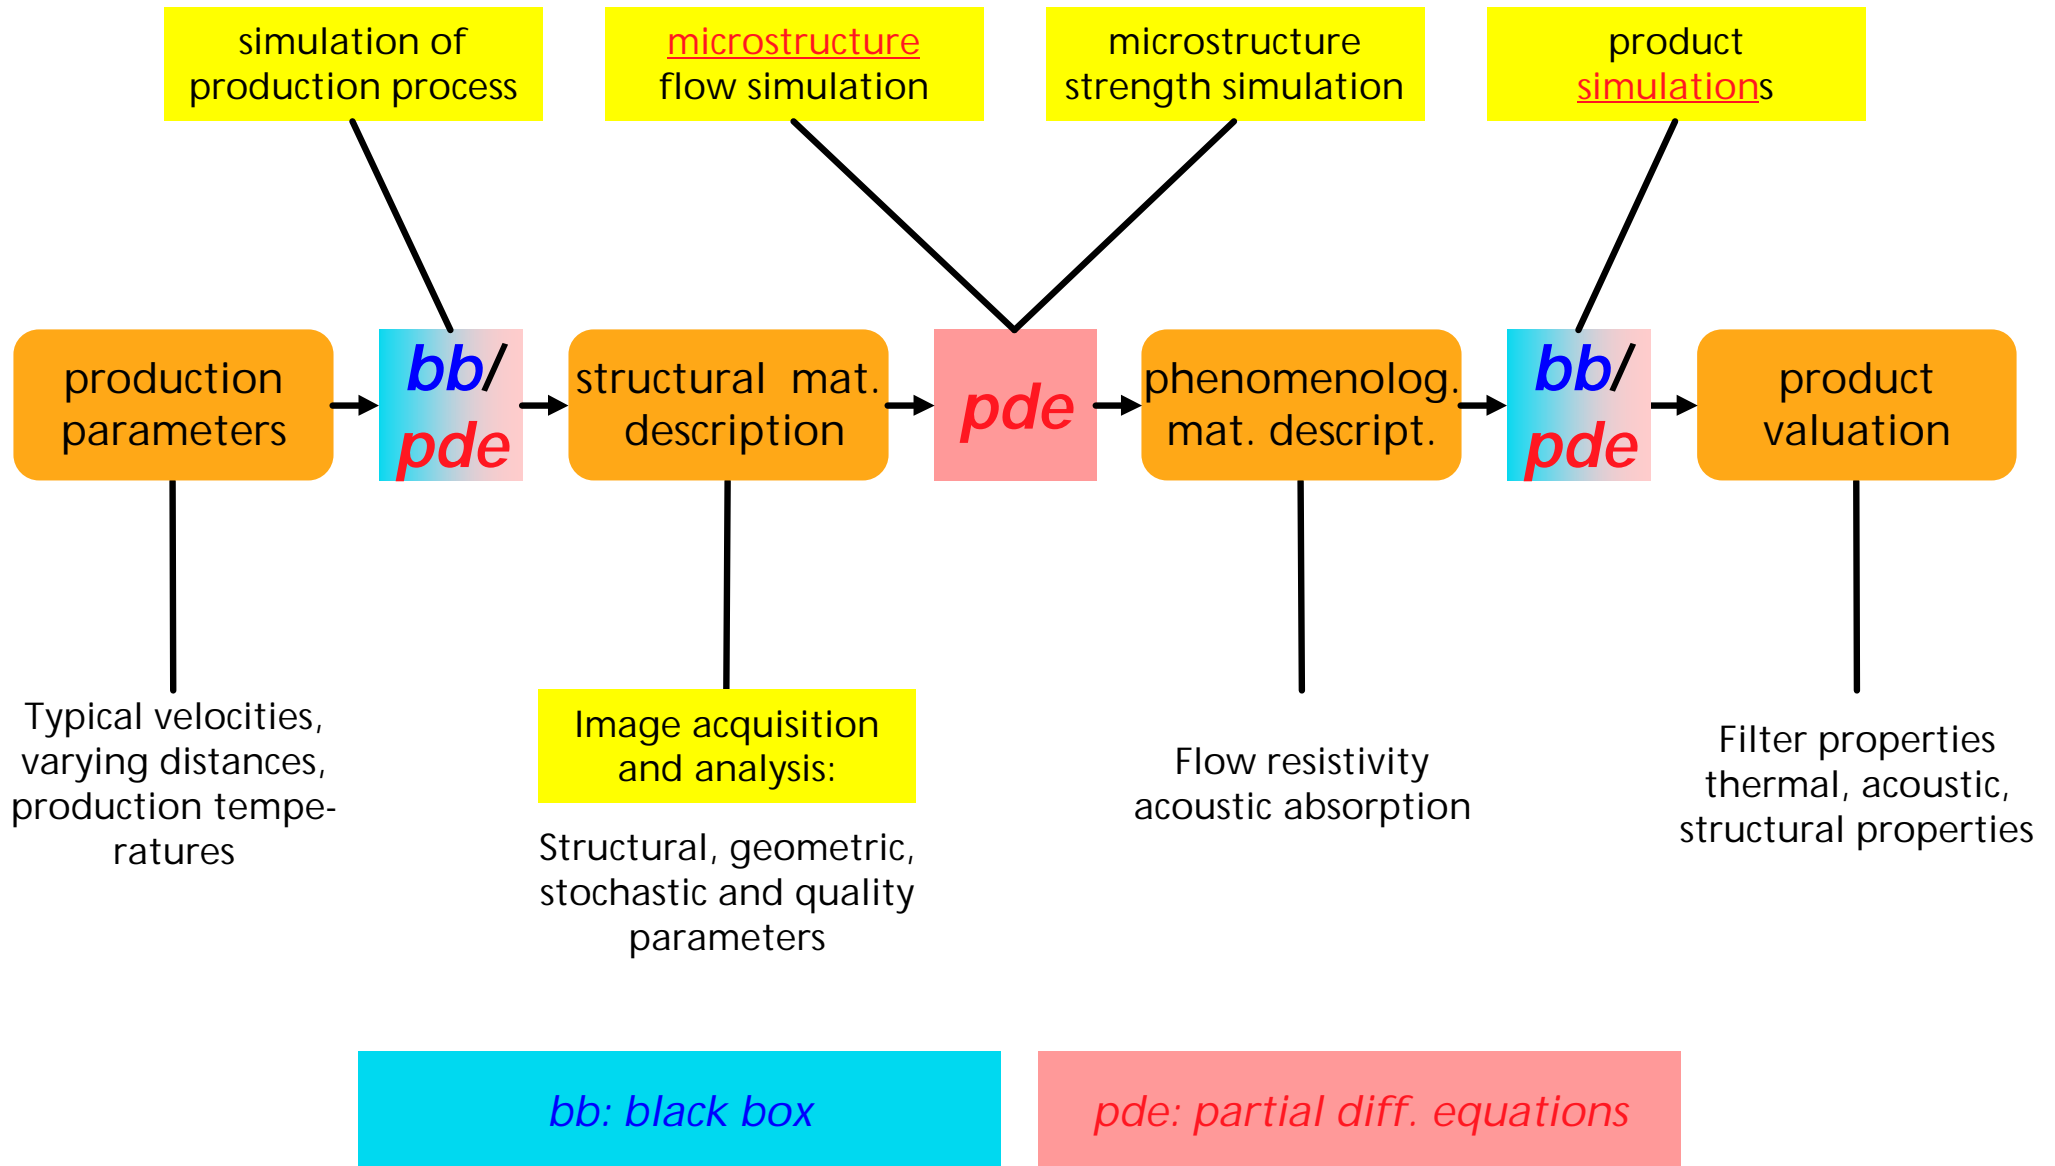 simulation of
production process
microstructure
flow simulation
microstructure
strength simulation
product
simulations
production
parameters
bb/
pde
structural mat.
description
pde
phenomenolog.
mat. descript.
bb/
pde
product
valuation
Typical velocities,
varying distances,
production tempe-
ratures
Image acquisition
and analysis:
Structural, geometric,
stochastic and quality
parameters
Flow resistivity
acoustic absorption
Filter properties
thermal, acoustic,
structural properties
bb: black box
pde: partial diff. equations